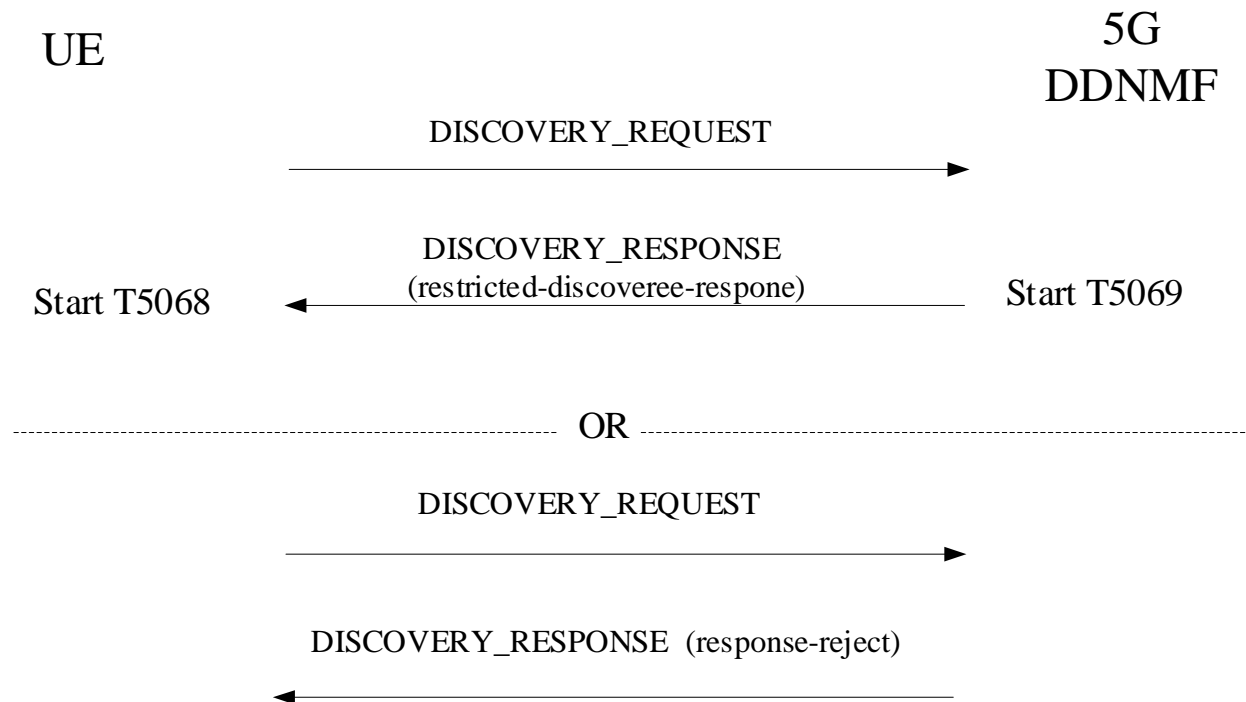 UE
5G
DDNMF
DISCOVERY_REQUEST
DISCOVERY_RESPONSE
(restricted-discoveree-respone)
Start T5068
Start T5069
OR
DISCOVERY_REQUEST
DISCOVERY_RESPONSE (response-reject)